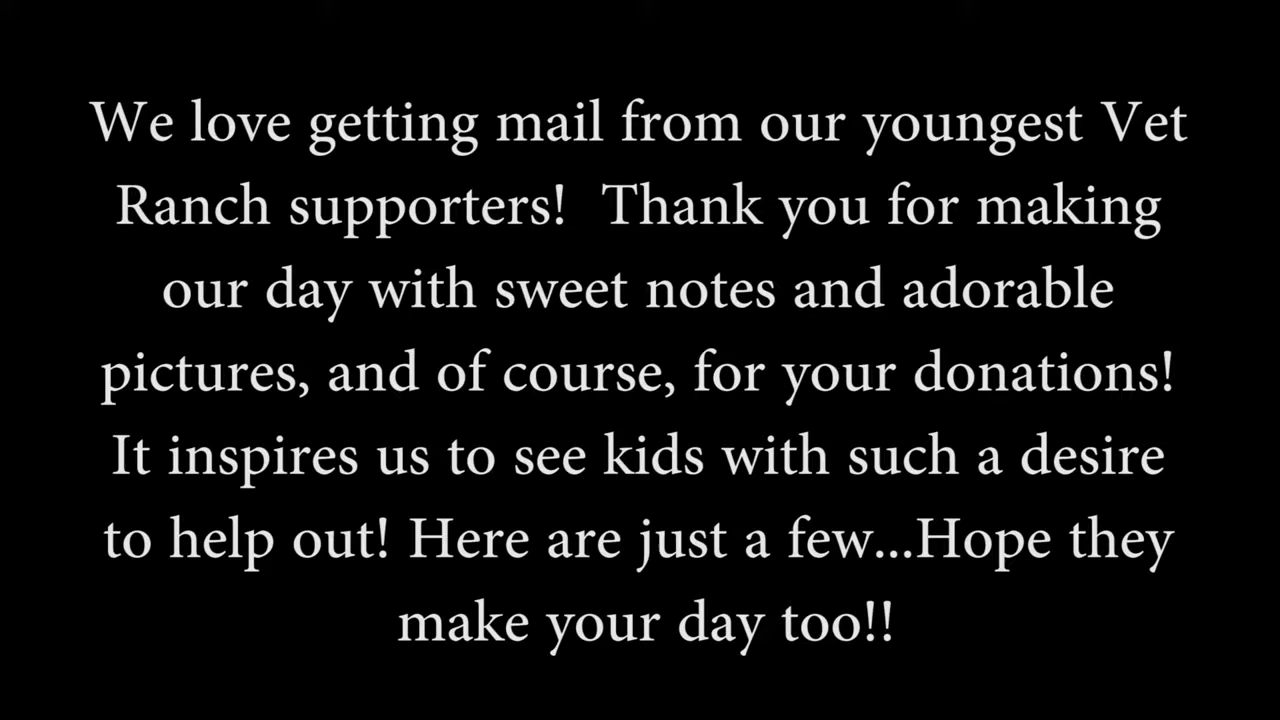 We love getting mail from our youngest Vet
Ranch supporters!  Thank you for making
our day with sweet notes and adorable
pictures, and of course, for your donations!
It inspires us to see kids with such a desire
to help out! Here are just a few...Hope they
make your day too!!